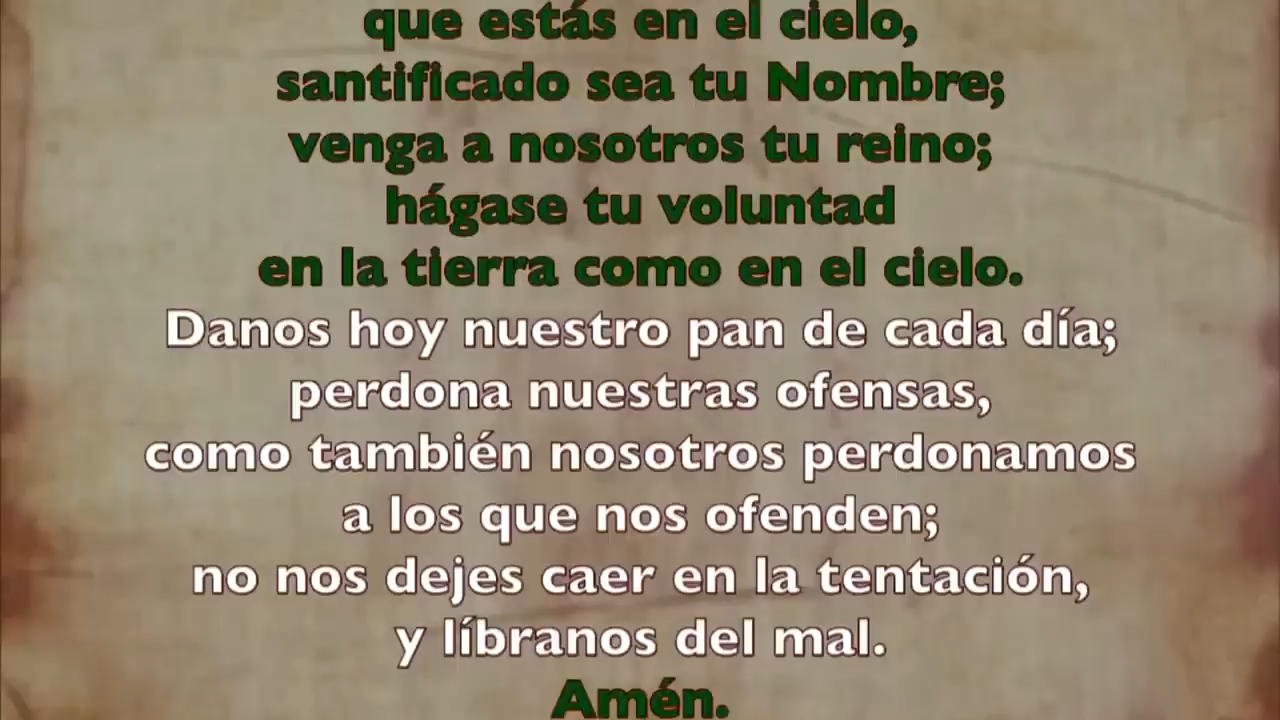 que estás en el cielo,
santificado sea tu Nombre;
venga a nosotros tu reino;
hágase tu voluntad
en la tierra como en el cielo.
Danos hoy nuestro pan de cada día;
perdona nuestras ofensas,
como también nosotros perdonamos
a los que nos ofenden;
no nos dejes caer en la tentación,
y líbranos del mal.
Amén.